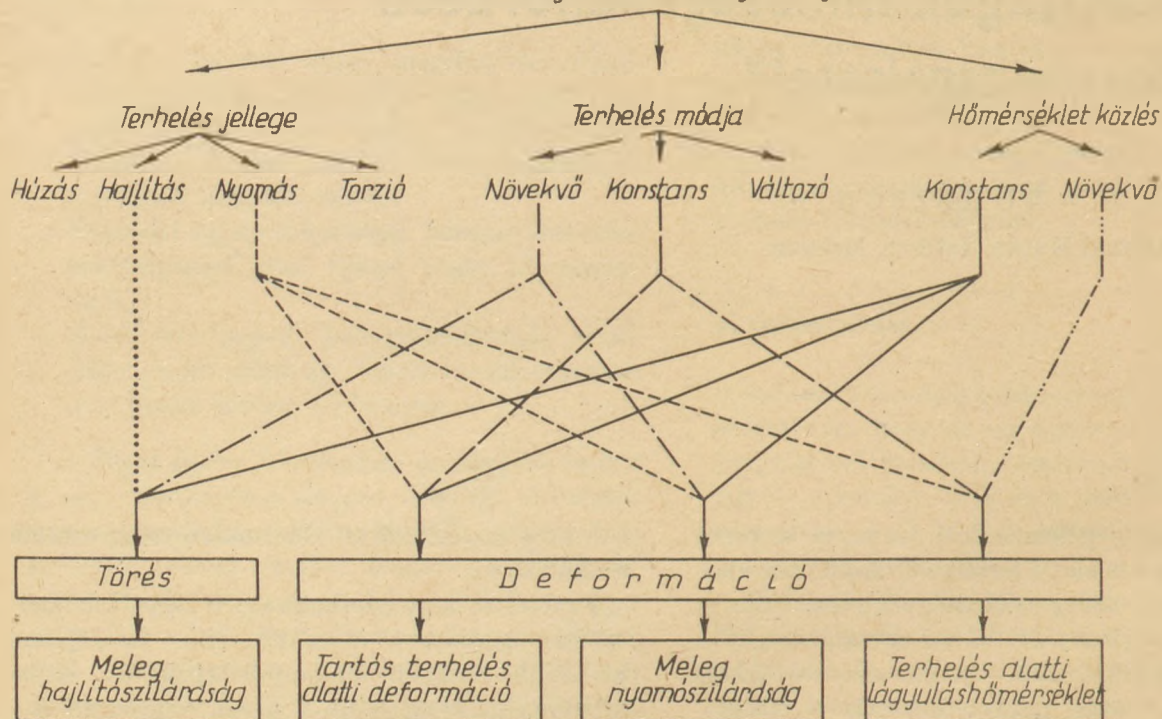 Terhelés jellege
Terhelés módja
Hőmérséklet közlés
Húzás Hajlítás Nyomás Torzió
Növekvő Konstans Változó
Konstans Növekvő
Törés
Deformáció
Meleg
hajlítószilárdság
Tartós terhelés
alatti deformáció
Meleg
nyomószilárdság
Terhelés alatti
lágyuláshőmérséklet